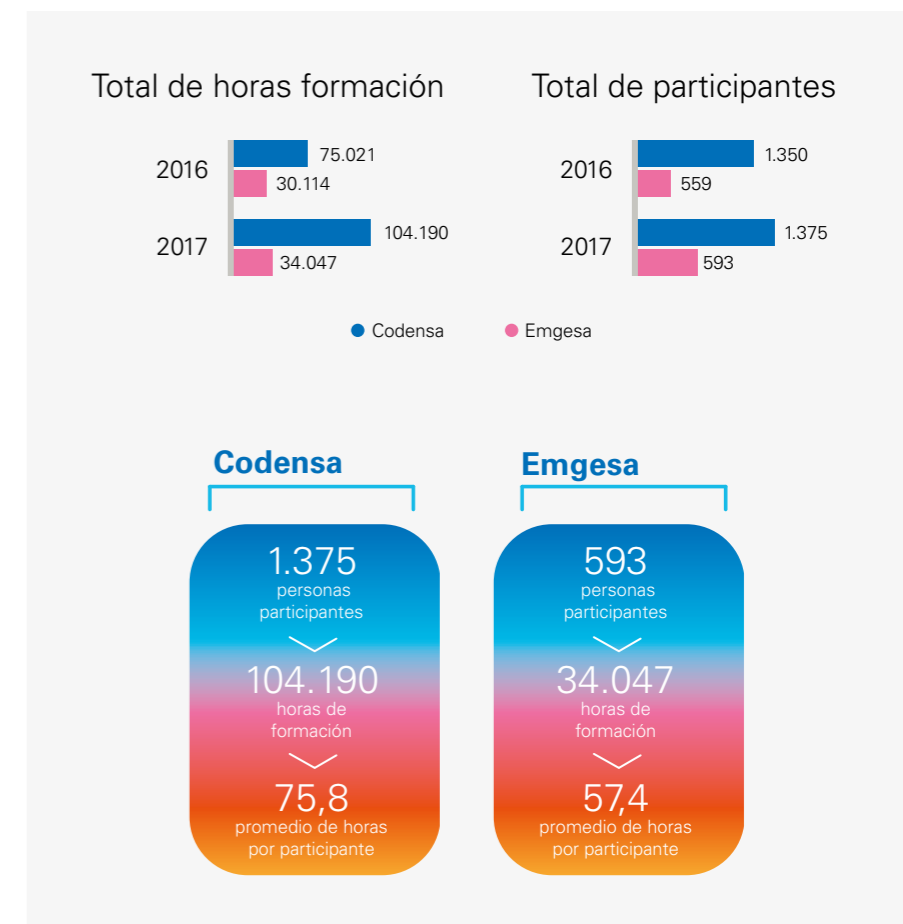 Total de horas formación
2016
75.021
30.114
2017
104.190
34.047
Total de participantes
2016
1.350
559
2017
1.375
593
Codensa
Emgesa
Codensa
1.375
personas
participantes
104.190
horas de
formación
75,8
promedio de horas
por participante
Emgesa
593
personas
participantes
34.047
horas de
formación
57,4
promedio de horas
por participante